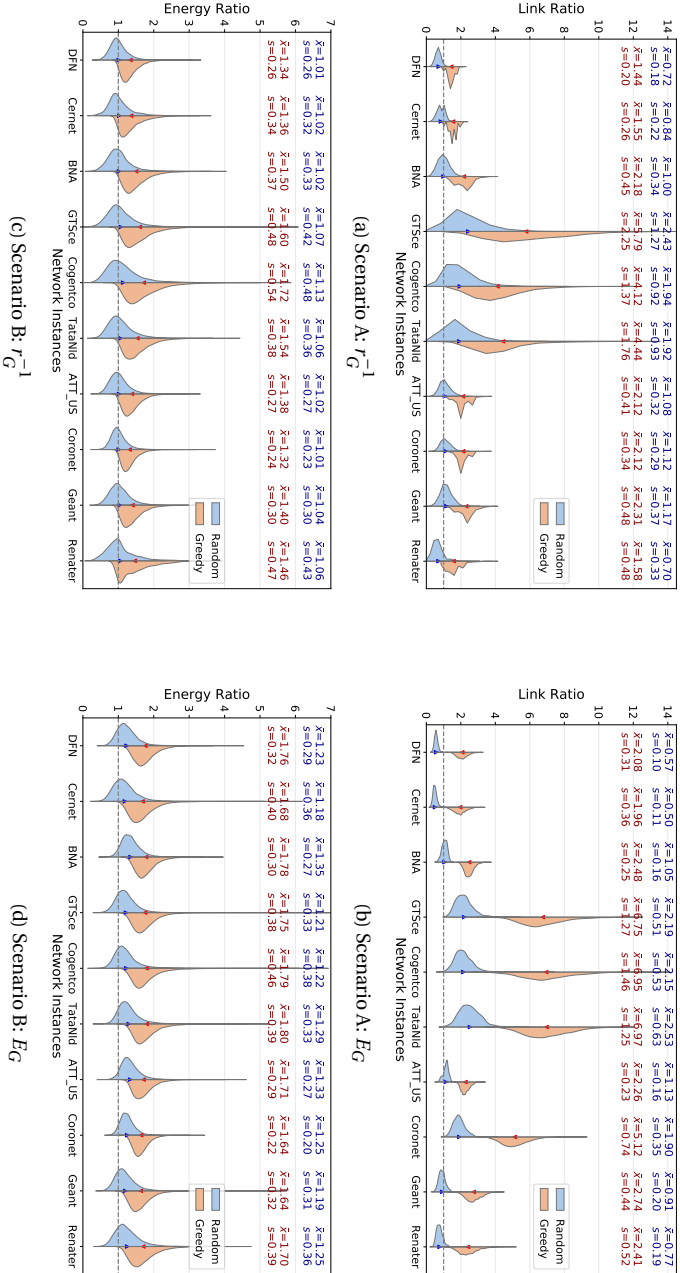 Link Ratio
14
12
10
8
6
4
2
0
x̄=0.72 x̄=0.84 x̄=1.00 x̄=2.43 x̄=1.94 x̄=1.92 x̄=1.08 x̄=1.12 x̄=1.17 x̄=0.70
s=0.18 s=0.22 s=0.34 s=1.27 s=0.92 s=0.93 s=0.32 s=0.29 s=0.37 s=0.33
x̄=1.44 x̄=1.55 x̄=2.18 x̄=5.79 x̄=4.12 x̄=4.44 x̄=2.12 x̄=2.12 x̄=2.31 x̄=1.58
s=0.20 s=0.26 s=0.45 s=2.25 s=1.37 s=1.76 s=0.41 s=0.34 s=0.48 s=0.48
Random
Greedy
DFN Cernet BNA GTSce Cogentco TataNld ATT_US Coronet Geant Renater
Network Instances
(a) Scenario A: r_G^{-1}
Link Ratio
14
12
10
8
6
4
2
0
x̄=0.57 x̄=0.50 x̄=1.05 x̄=2.19 x̄=2.15 x̄=2.53 x̄=1.13 x̄=1.90 x̄=0.91 x̄=0.77
s=0.10 s=0.11 s=0.16 s=0.51 s=0.53 s=0.63 s=0.16 s=0.35 s=0.20 s=0.19
x̄=2.08 x̄=1.96 x̄=2.48 x̄=6.75 x̄=6.95 x̄=6.97 x̄=2.26 x̄=5.12 x̄=2.74 x̄=2.41
s=0.31 s=0.36 s=0.25 s=1.27 s=1.46 s=1.25 s=0.23 s=0.74 s=0.44 s=0.52
Random
Greedy
DFN Cernet BNA GTSce Cogentco TataNld ATT_US Coronet Geant Renater
Network Instances
(b) Scenario A: E_G
Energy Ratio
7
6
5
4
3
2
1
0
x̄=1.01 x̄=1.02 x̄=1.02 x̄=1.07 x̄=1.13 x̄=1.06 x̄=1.02 x̄=1.01 x̄=1.04 x̄=1.06
s=0.26 s=0.32 s=0.33 s=0.42 s=0.48 s=0.36 s=0.27 s=0.23 s=0.30 s=0.43
x̄=1.34 x̄=1.36 x̄=1.50 x̄=1.60 x̄=1.72 x̄=1.54 x̄=1.38 x̄=1.32 x̄=1.40 x̄=1.46
s=0.26 s=0.34 s=0.37 s=0.48 s=0.54 s=0.38 s=0.27 s=0.24 s=0.30 s=0.47
Random
Greedy
DFN Cernet BNA GTSce Cogentco TataNld ATT_US Coronet Geant Renater
Network Instances
(c) Scenario B: r_G^{-1}
Energy Ratio
7
6
5
4
3
2
1
0
x̄=1.23 x̄=1.18 x̄=1.35 x̄=1.21 x̄=1.22 x̄=1.29 x̄=1.33 x̄=1.25 x̄=1.19 x̄=1.25
s=0.29 s=0.36 s=0.27 s=0.33 s=0.38 s=0.33 s=0.27 s=0.20 s=0.31 s=0.36
x̄=1.76 x̄=1.68 x̄=1.78 x̄=1.75 x̄=1.79 x̄=1.80 x̄=1.71 x̄=1.64 x̄=1.64 x̄=1.70
s=0.32 s=0.40 s=0.30 s=0.38 s=0.46 s=0.39 s=0.29 s=0.22 s=0.32 s=0.39
Random
Greedy
DFN Cernet BNA GTSce Cogentco TataNld ATT_US Coronet Geant Renater
Network Instances
(d) Scenario B: E_G